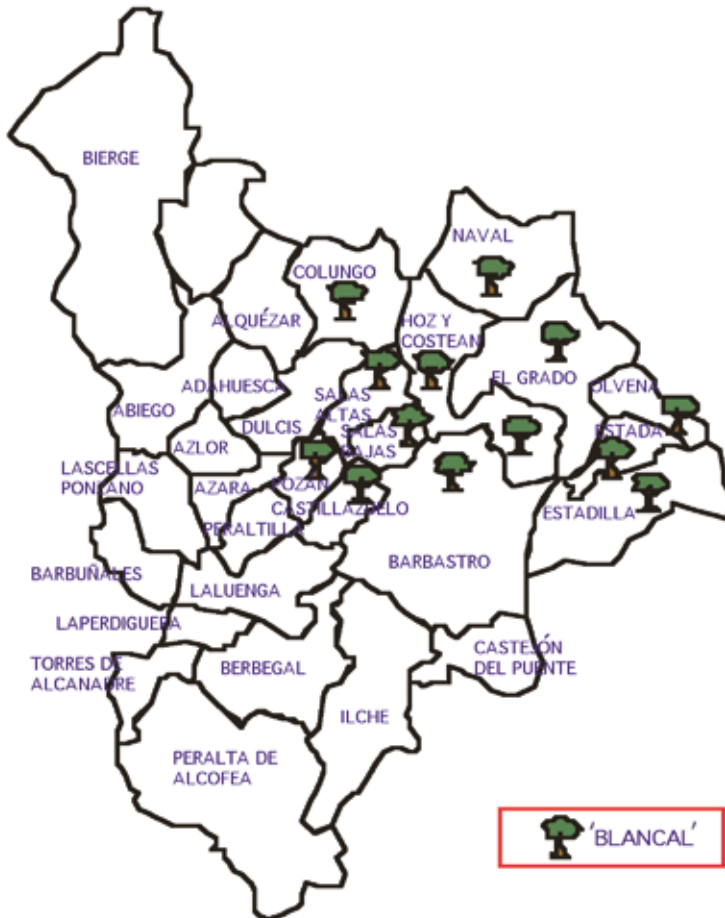 BIERGE
NAVAL
COLUNGO
ALQUÉZAR
HOZ Y
COSTEAN
EL GRADO
ADAHUESCA
SALAS
ALTAS
OLVENA
ABIEGO
DULCIS
SALAS
BAJAS
ESTADA
AZLOR
LASCELLAS
PONZANO
AZARA
POZÁN
CASTILLAZUELO
ESTADILLA
PERALTILLA
BARBASTRO
BARBUÑALES
LALUENGA
LAPERDIGUERA
TORRES DE
ALCANADRE
BERBEGAL
CASTEJÓN
DEL PUENTE
ILCHE
PERALTA DE
ALCOFEA
'BLANCAL'